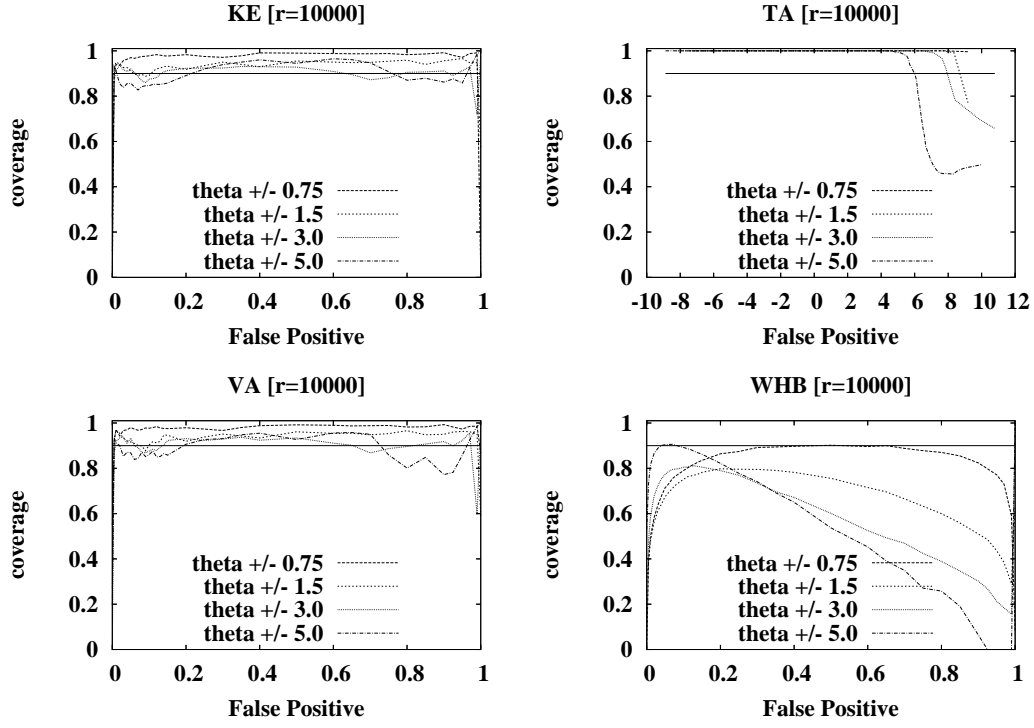 KE [r=10000]
coverage
1
0.8
0.6
0.4
0.2
0
theta +/- 0.75
theta +/- 1.5
theta +/- 3.0
theta +/- 5.0
0 0.2 0.4 0.6 0.8 1
False Positive
TA [r=10000]
coverage
1
0.8
0.6
0.4
0.2
0
theta +/- 0.75
theta +/- 1.5
theta +/- 3.0
theta +/- 5.0
-10 -8 -6 -4 -2 0 2 4 6 8 10 12
False Positive
VA [r=10000]
coverage
1
0.8
0.6
0.4
0.2
0
theta +/- 0.75
theta +/- 1.5
theta +/- 3.0
theta +/- 5.0
0 0.2 0.4 0.6 0.8 1
False Positive
WHB [r=10000]
coverage
1
0.8
0.6
0.4
0.2
0
theta +/- 0.75
theta +/- 1.5
theta +/- 3.0
theta +/- 5.0
0 0.2 0.4 0.6 0.8 1
False Positive